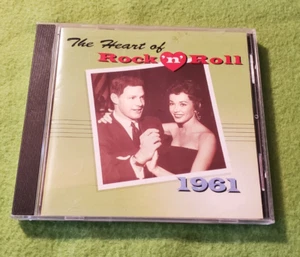 The Heart of
Rock 'n' Roll
1961